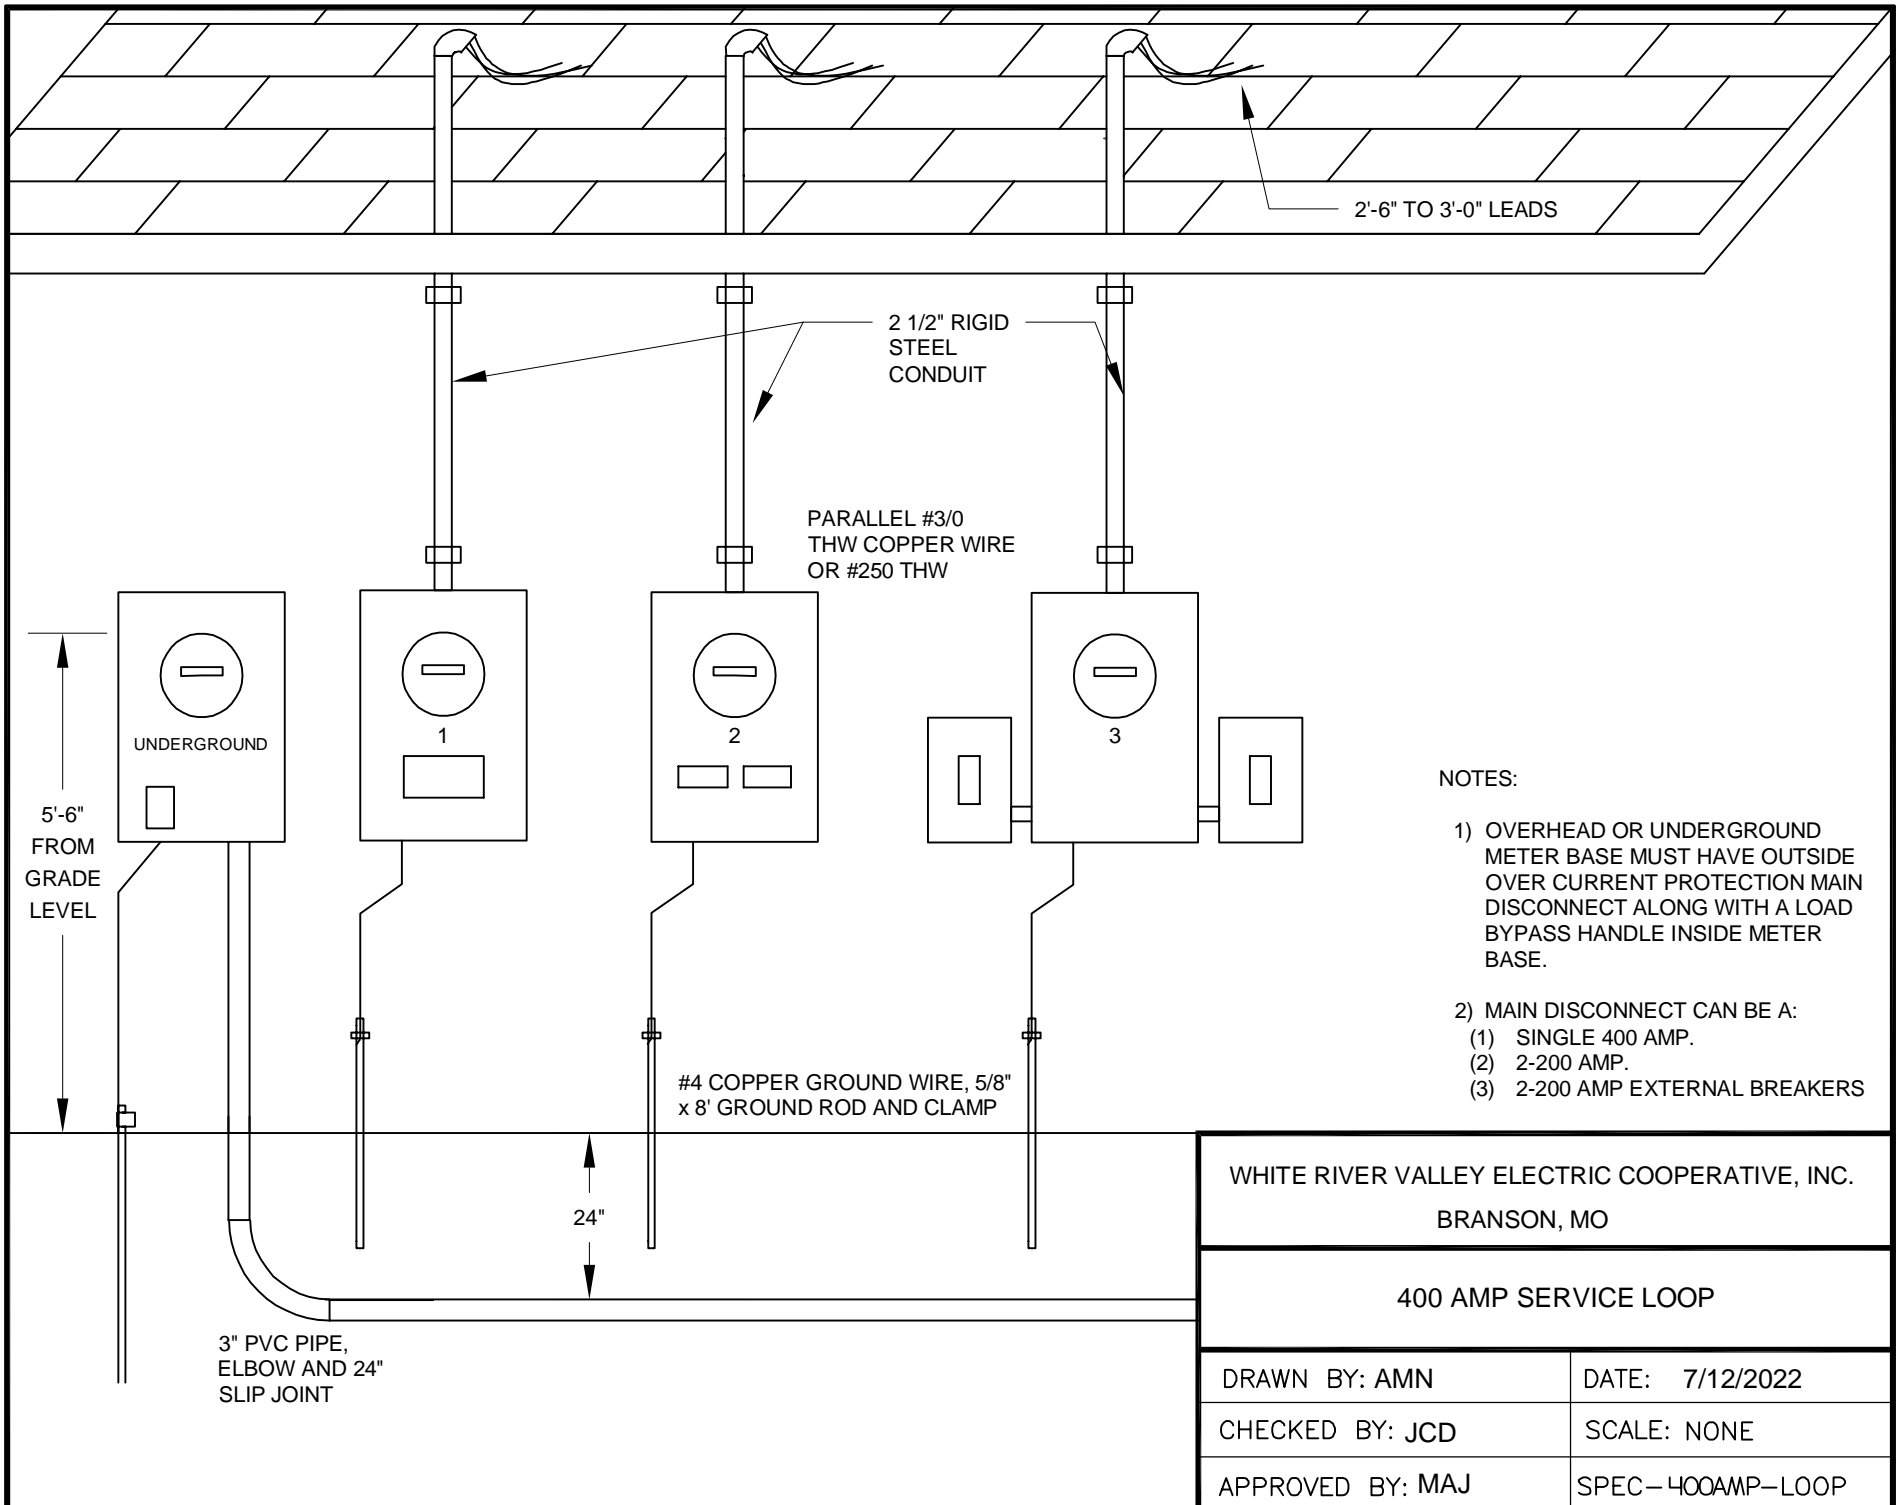 2'-6" TO 3'-0" LEADS
2 1/2" RIGID
STEEL
CONDUIT
PARALLEL #3/0
THW COPPER WIRE
OR #250 THW
UNDERGROUND
1
2
3
5'-6"
FROM
GRADE
LEVEL
NOTES:
1) OVERHEAD OR UNDERGROUND
METER BASE MUST HAVE OUTSIDE
OVER CURRENT PROTECTION MAIN
DISCONNECT ALONG WITH A LOAD
BYPASS HANDLE INSIDE METER
BASE.
2) MAIN DISCONNECT CAN BE A:
(1) SINGLE 400 AMP.
(2) 2-200 AMP.
(3) 2-200 AMP EXTERNAL BREAKERS
#4 COPPER GROUND WIRE, 5/8"
x 8' GROUND ROD AND CLAMP
24"
3" PVC PIPE,
ELBOW AND 24"
SLIP JOINT
WHITE RIVER VALLEY ELECTRIC COOPERATIVE, INC.
BRANSON, MO
400 AMP SERVICE LOOP
DRAWN BY: AMN
DATE: 7/12/2022
CHECKED BY: JCD
SCALE: NONE
APPROVED BY: MAJ
SPEC-400AMP-LOOP